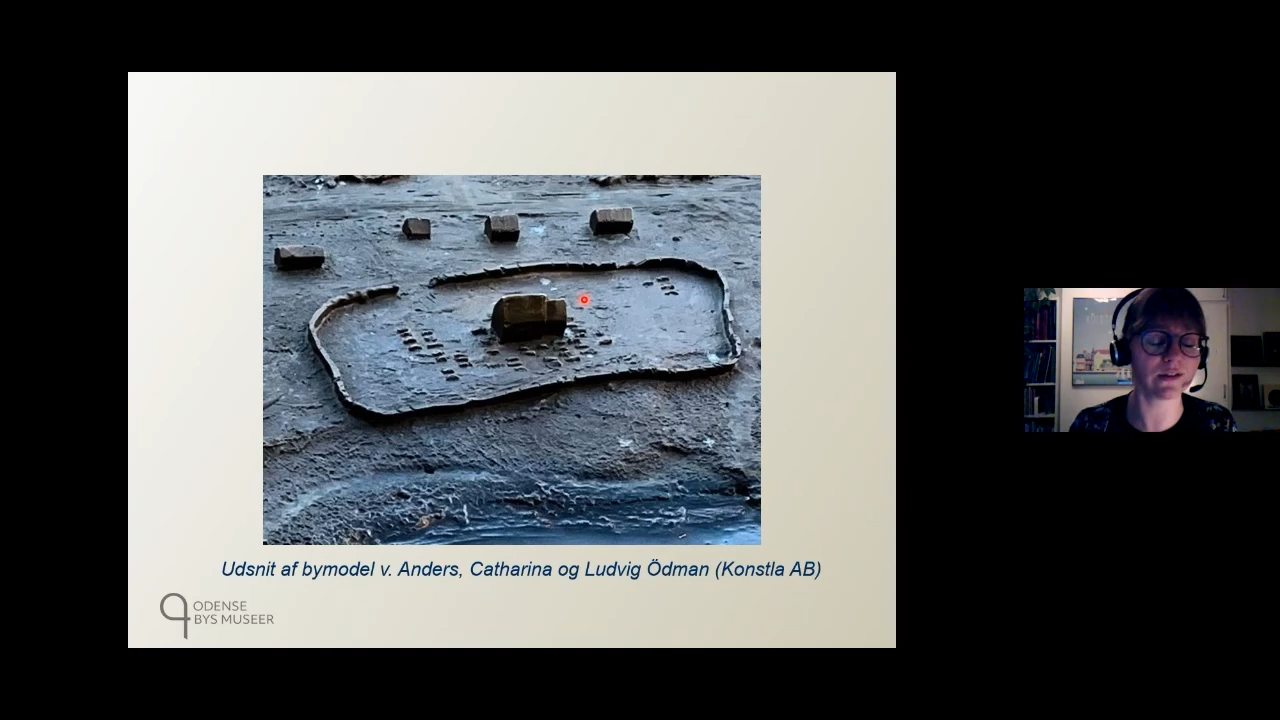 Udsnit af bymodel v. Anders, Catharina og Ludvig Ödman (Konstla AB)
ODENSE
BYS MUSEER